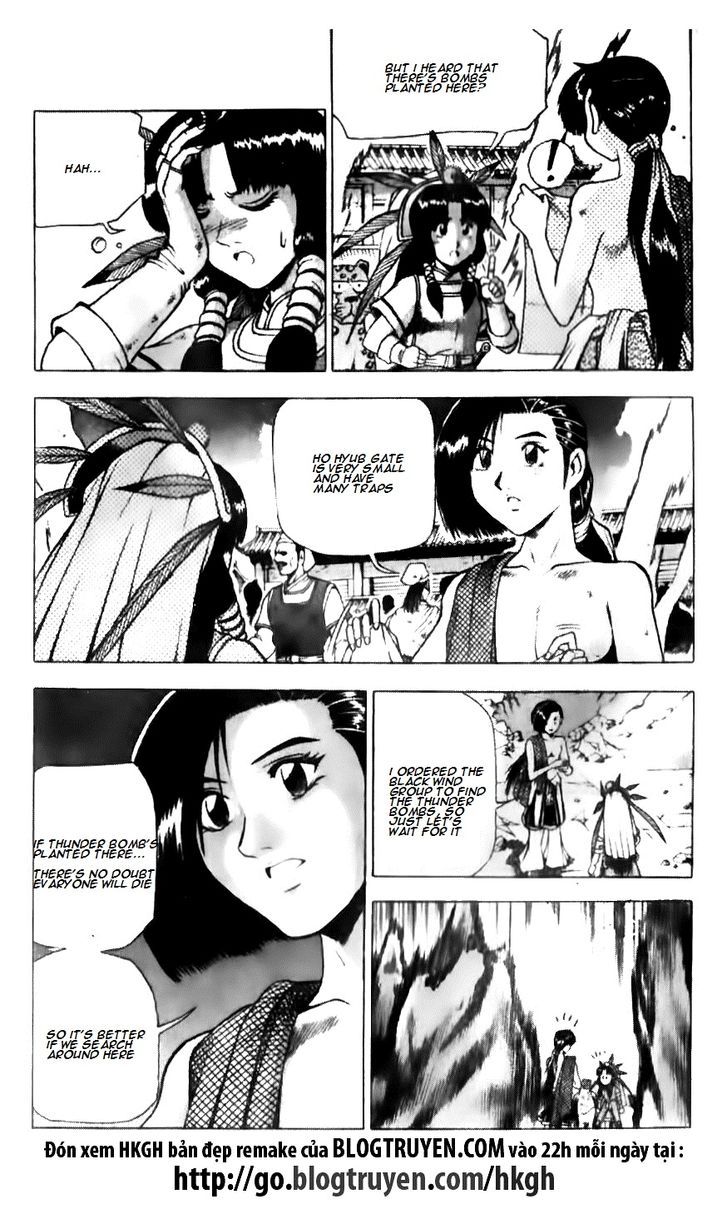 BUT I HEARD THAT
THERE'S BOMBS
PLANTED HERE?
!
HAH...
HO HYUB GATE
IS VERY SMALL
AND HAVE
MANY TRAPS
IF THUNDER BOMB'S
PLANTED THERE...
THERE'S NO DOUBT
EVARYONE WILL DIE
SO IT'S BETTER
IF WE SEARCH
AROUND HERE
I ORDERED THE
BLACK WIND
GROUP TO FIND
THE THUNDER
BOMBS, SO
JUST LET'S
WAIT FOR IT
Đón xem HKGH bản đẹp remake của BLOGTRUYEN.COM vào 22h mỗi ngày tại :
http://go.blogtruyen.com/hkgh